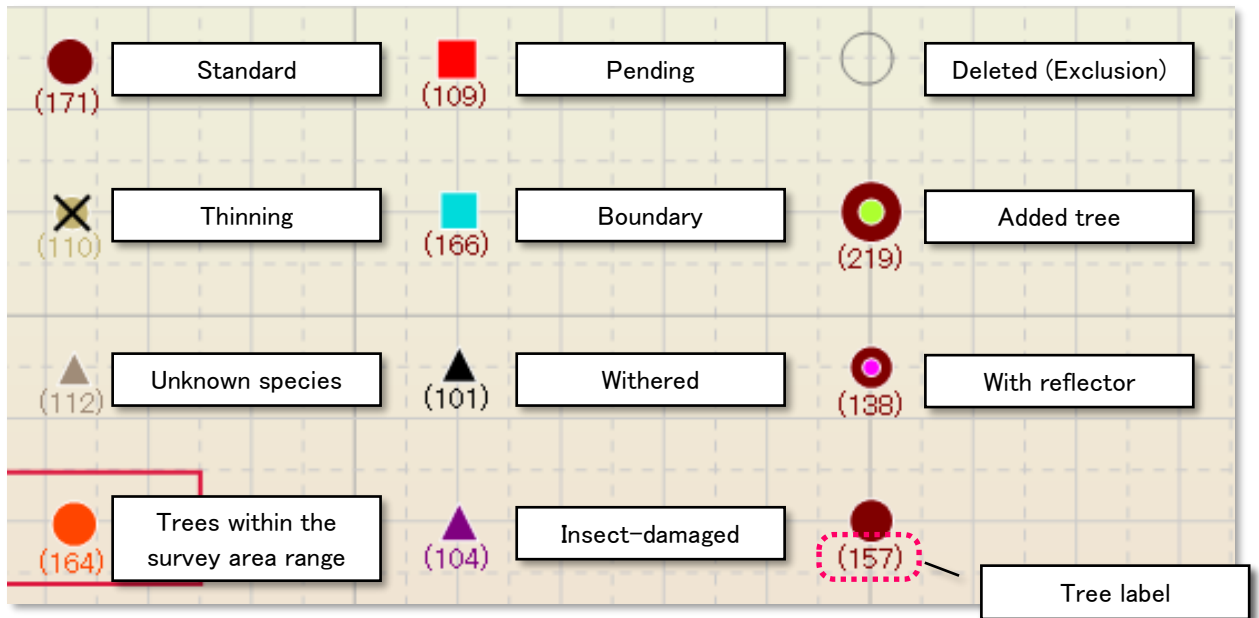 Standard
(171)
Pending
(109)
Deleted (Exclusion)
Thinning
(110)
Boundary
(166)
Added tree
(219)
Unknown species
(112)
Withered
(101)
With reflector
(138)
Trees within the
survey area range
(164)
Insect-damaged
(104)
(157)
Tree label